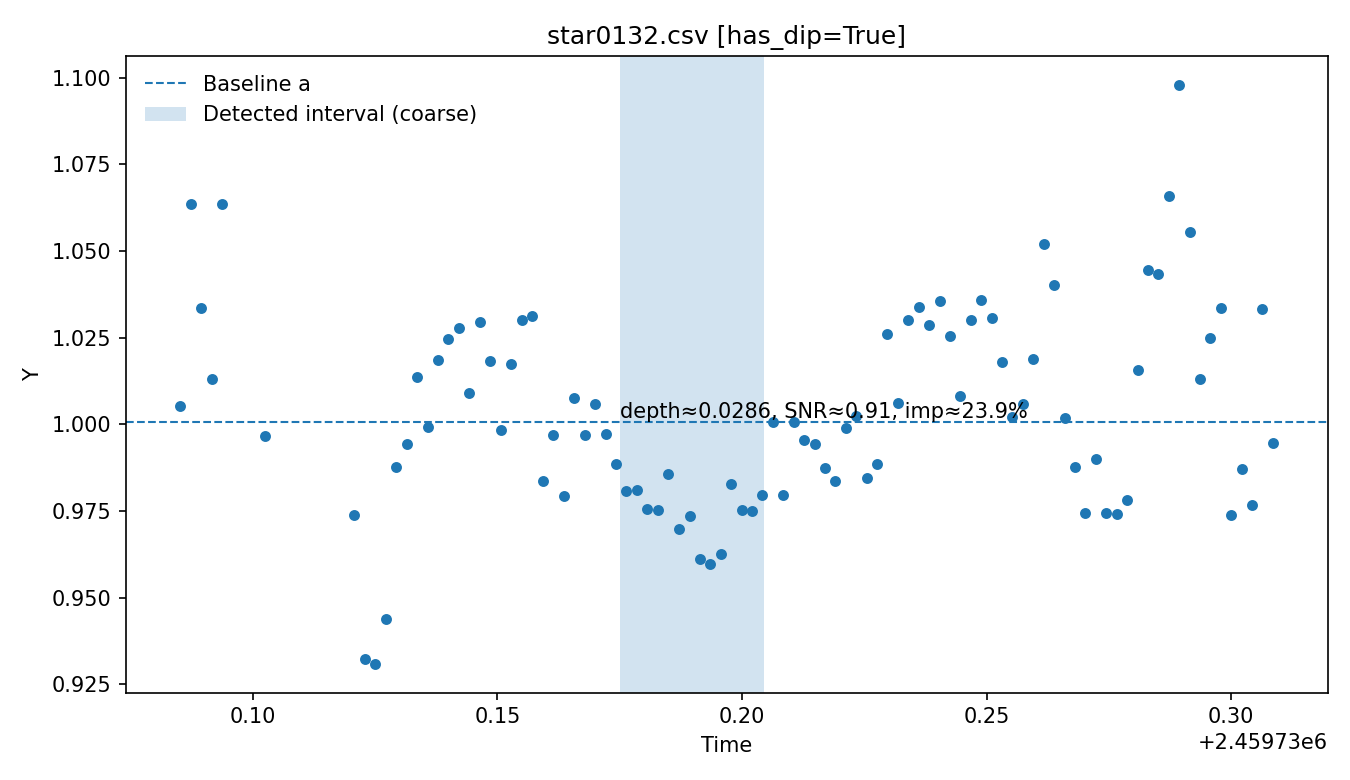 star0132.csv [has_dip=True]
Baseline a
Detected interval (coarse)
1.100
1.075
1.050
1.025
1.000
0.975
0.950
0.925
Y
depth≈0.0286, SNR≈0.91, imp≈23.9%
0.10
0.15
0.20
0.25
0.30
Time
+2.45973e6